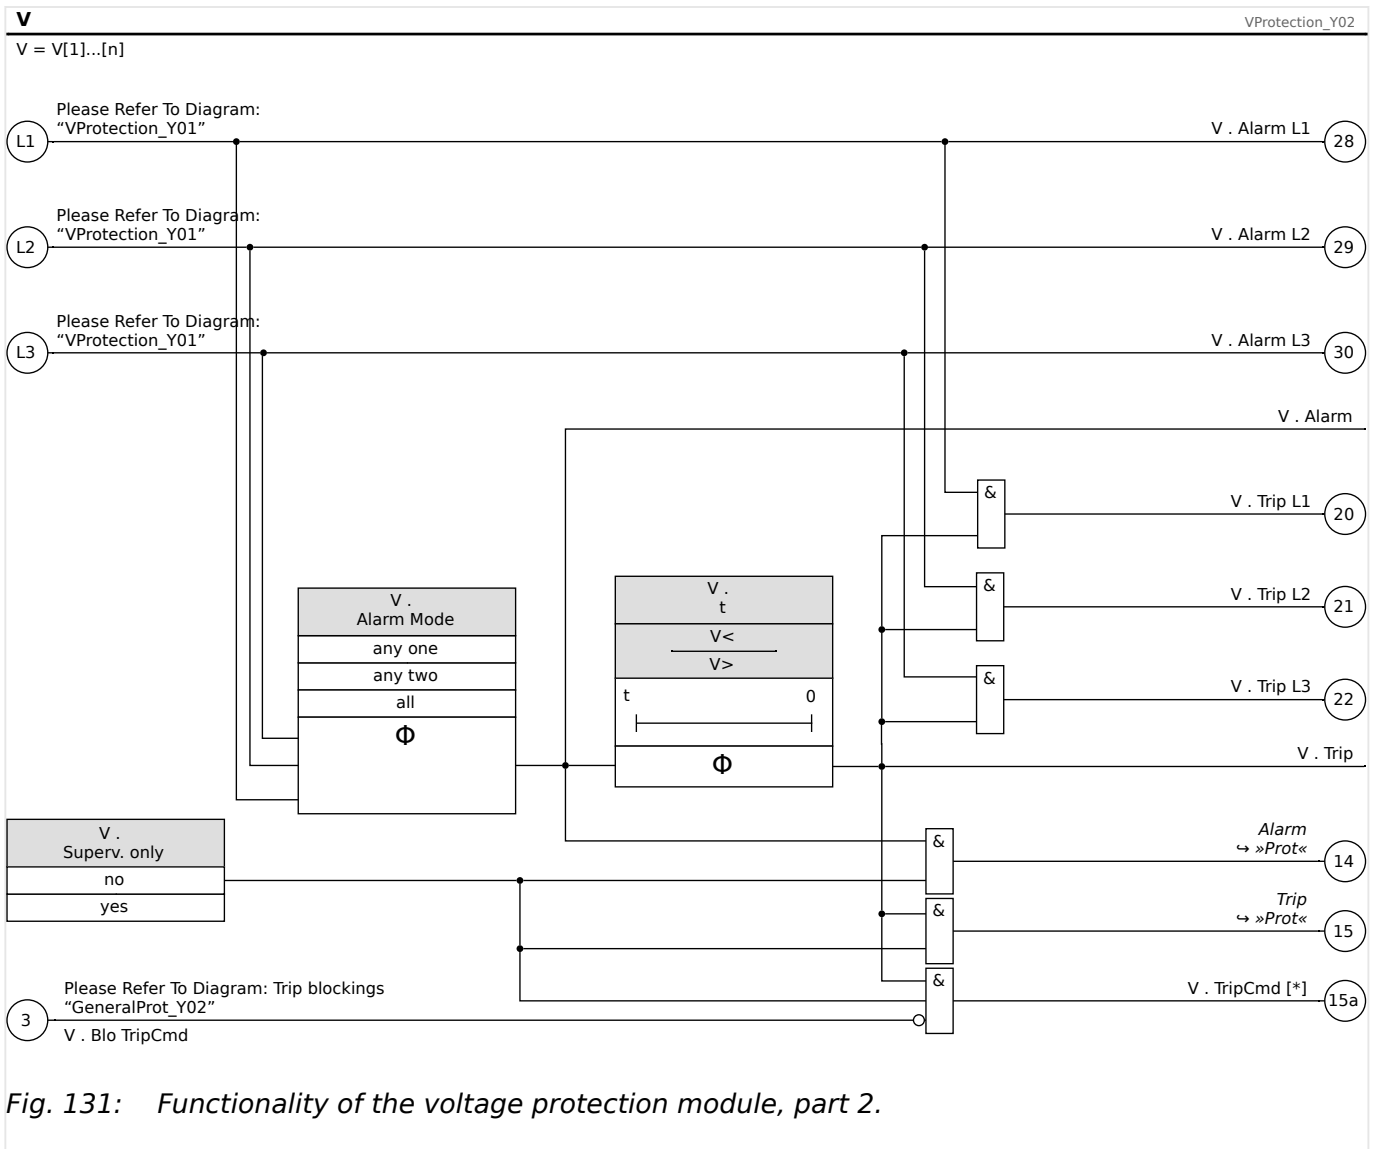 V
VProtection_Y02
V = V[1]...[n]
Please Refer To Diagram:
“VProtection_Y01”
L1
V . Alarm L1
28
Please Refer To Diagram:
“VProtection_Y01”
L2
V . Alarm L2
29
Please Refer To Diagram:
“VProtection_Y01”
L3
V . Alarm L3
30
V . Alarm
&
V . Trip L1
20
&
V . Trip L2
21
&
V . Trip L3
22
V . Trip
V .
Alarm Mode
any one
any two
all
Φ
V .
t
V<
V>
t 0
Φ
V .
Superv. only
no
yes
&
Alarm
↪ »Prot«
14
&
Trip
↪ »Prot«
15
&
V . TripCmd [*]
15a
Please Refer To Diagram: Trip blockings
“GeneralProt_Y02”
3
V . Blo TripCmd
Fig. 131: Functionality of the voltage protection module, part 2.